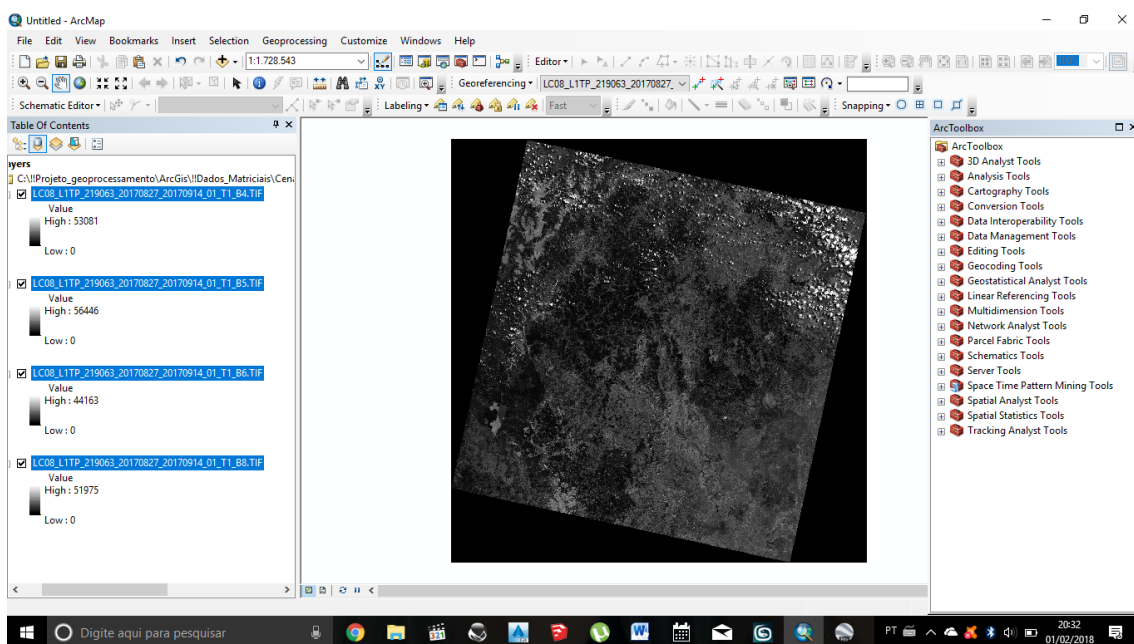 Untitled - ArcMap
File Edit View Bookmarks Insert Selection Geoprocessing Customize Windows Help
1:1.728.543
Editor
Georeferencing LC08_L1TP_219063_20170827_
Schematic Editor
Labeling
Fast
Snapping
Table Of Contents
ayers
C:\!!Projeto_geoprocessamento\ArcGis\!!Dados_Matriciais\Cena
LC08_L1TP_219063_20170827_20170914_01_T1_B4.TIF
Value
High : 53081
Low : 0
LC08_L1TP_219063_20170827_20170914_01_T1_B5.TIF
Value
High : 56446
Low : 0
LC08_L1TP_219063_20170827_20170914_01_T1_B6.TIF
Value
High : 44163
Low : 0
LC08_L1TP_219063_20170827_20170914_01_T1_B8.TIF
Value
High : 51975
Low : 0
ArcToolbox
ArcToolbox
3D Analyst Tools
Analysis Tools
Cartography Tools
Conversion Tools
Data Interoperability Tools
Data Management Tools
Editing Tools
Geocoding Tools
Geostatistical Analyst Tools
Linear Referencing Tools
Multidimension Tools
Network Analyst Tools
Parcel Fabric Tools
Schematics Tools
Server Tools
Space Time Pattern Mining Tools
Spatial Analyst Tools
Spatial Statistics Tools
Tracking Analyst Tools
Digite aqui para pesquisar
PT
20:32
01/02/2018